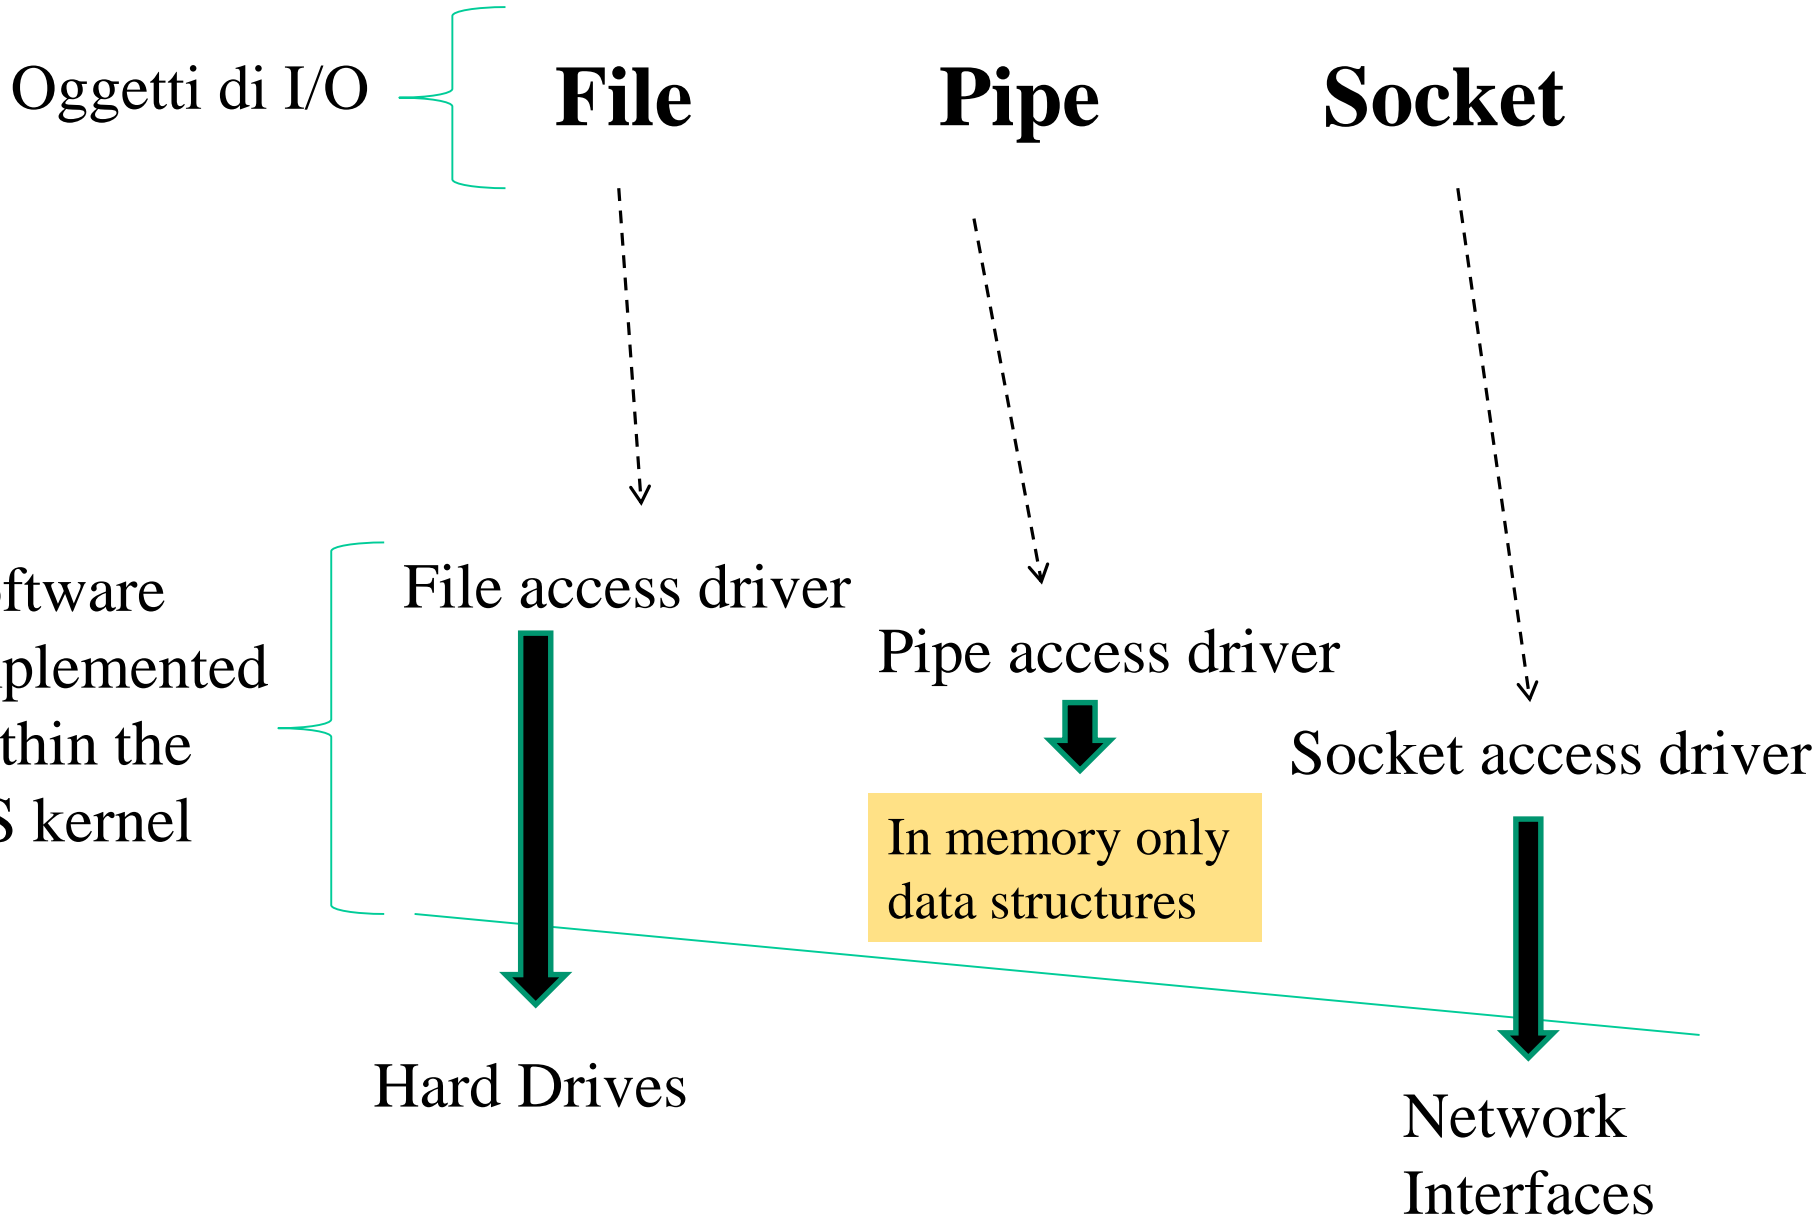 Oggetti di I/O
File
Pipe
Socket
ftware
plemented
thin the
S kernel
File access driver
Pipe access driver
Socket access driver
In memory only
data structures
Hard Drives
Network
Interfaces